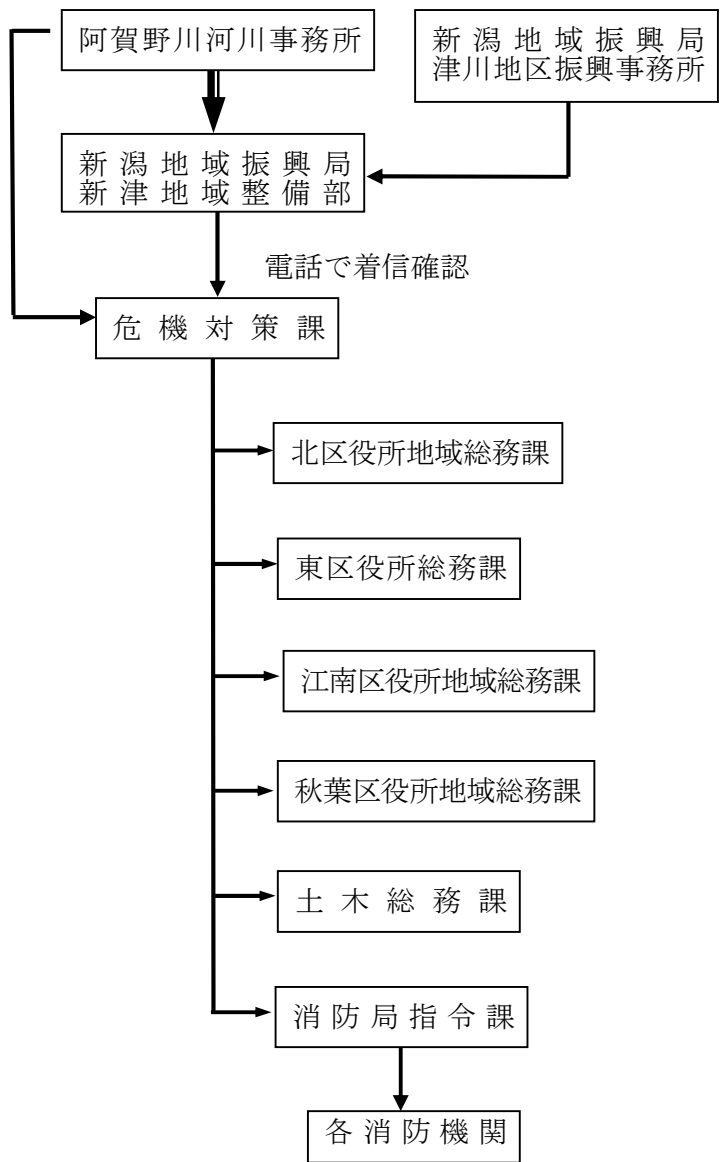 阿賀野川河川事務所
新潟地域振興局
津川地区振興事務所
新潟地域振興局
新津地域整備部
電話で着信確認
危機対策課
北区役所地域総務課
東区役所総務課
江南区役所地域総務課
秋葉区役所地域総務課
土木総務課
消防局指令課
各消防機関